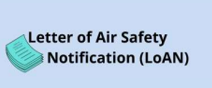 Letter of Air Safety
Notification (LoAN)